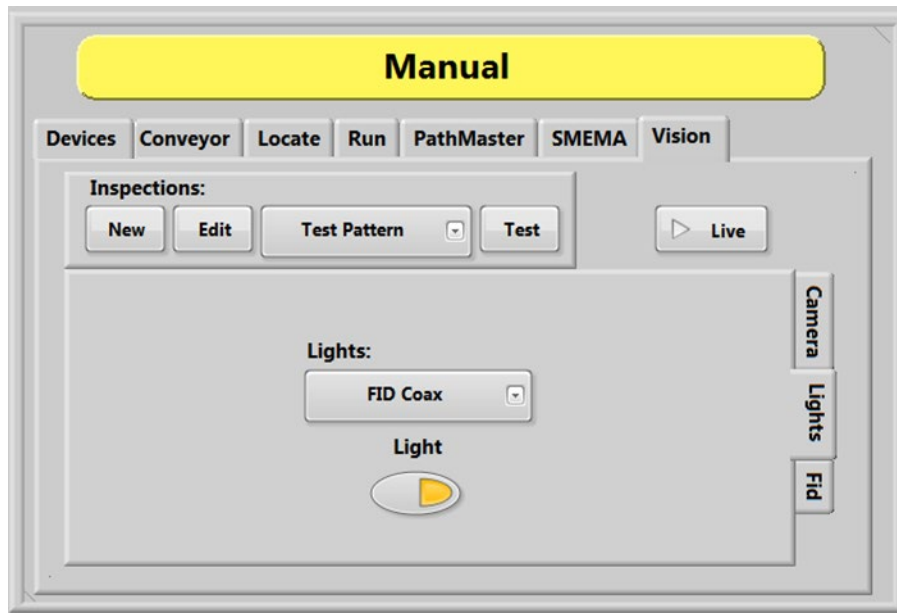 Manual
Devices Conveyor Locate Run PathMaster SMEMA Vision
Inspections:
New Edit Test Pattern Test Live
Camera
Lights:
FID Coax
Lights
Light
Fid